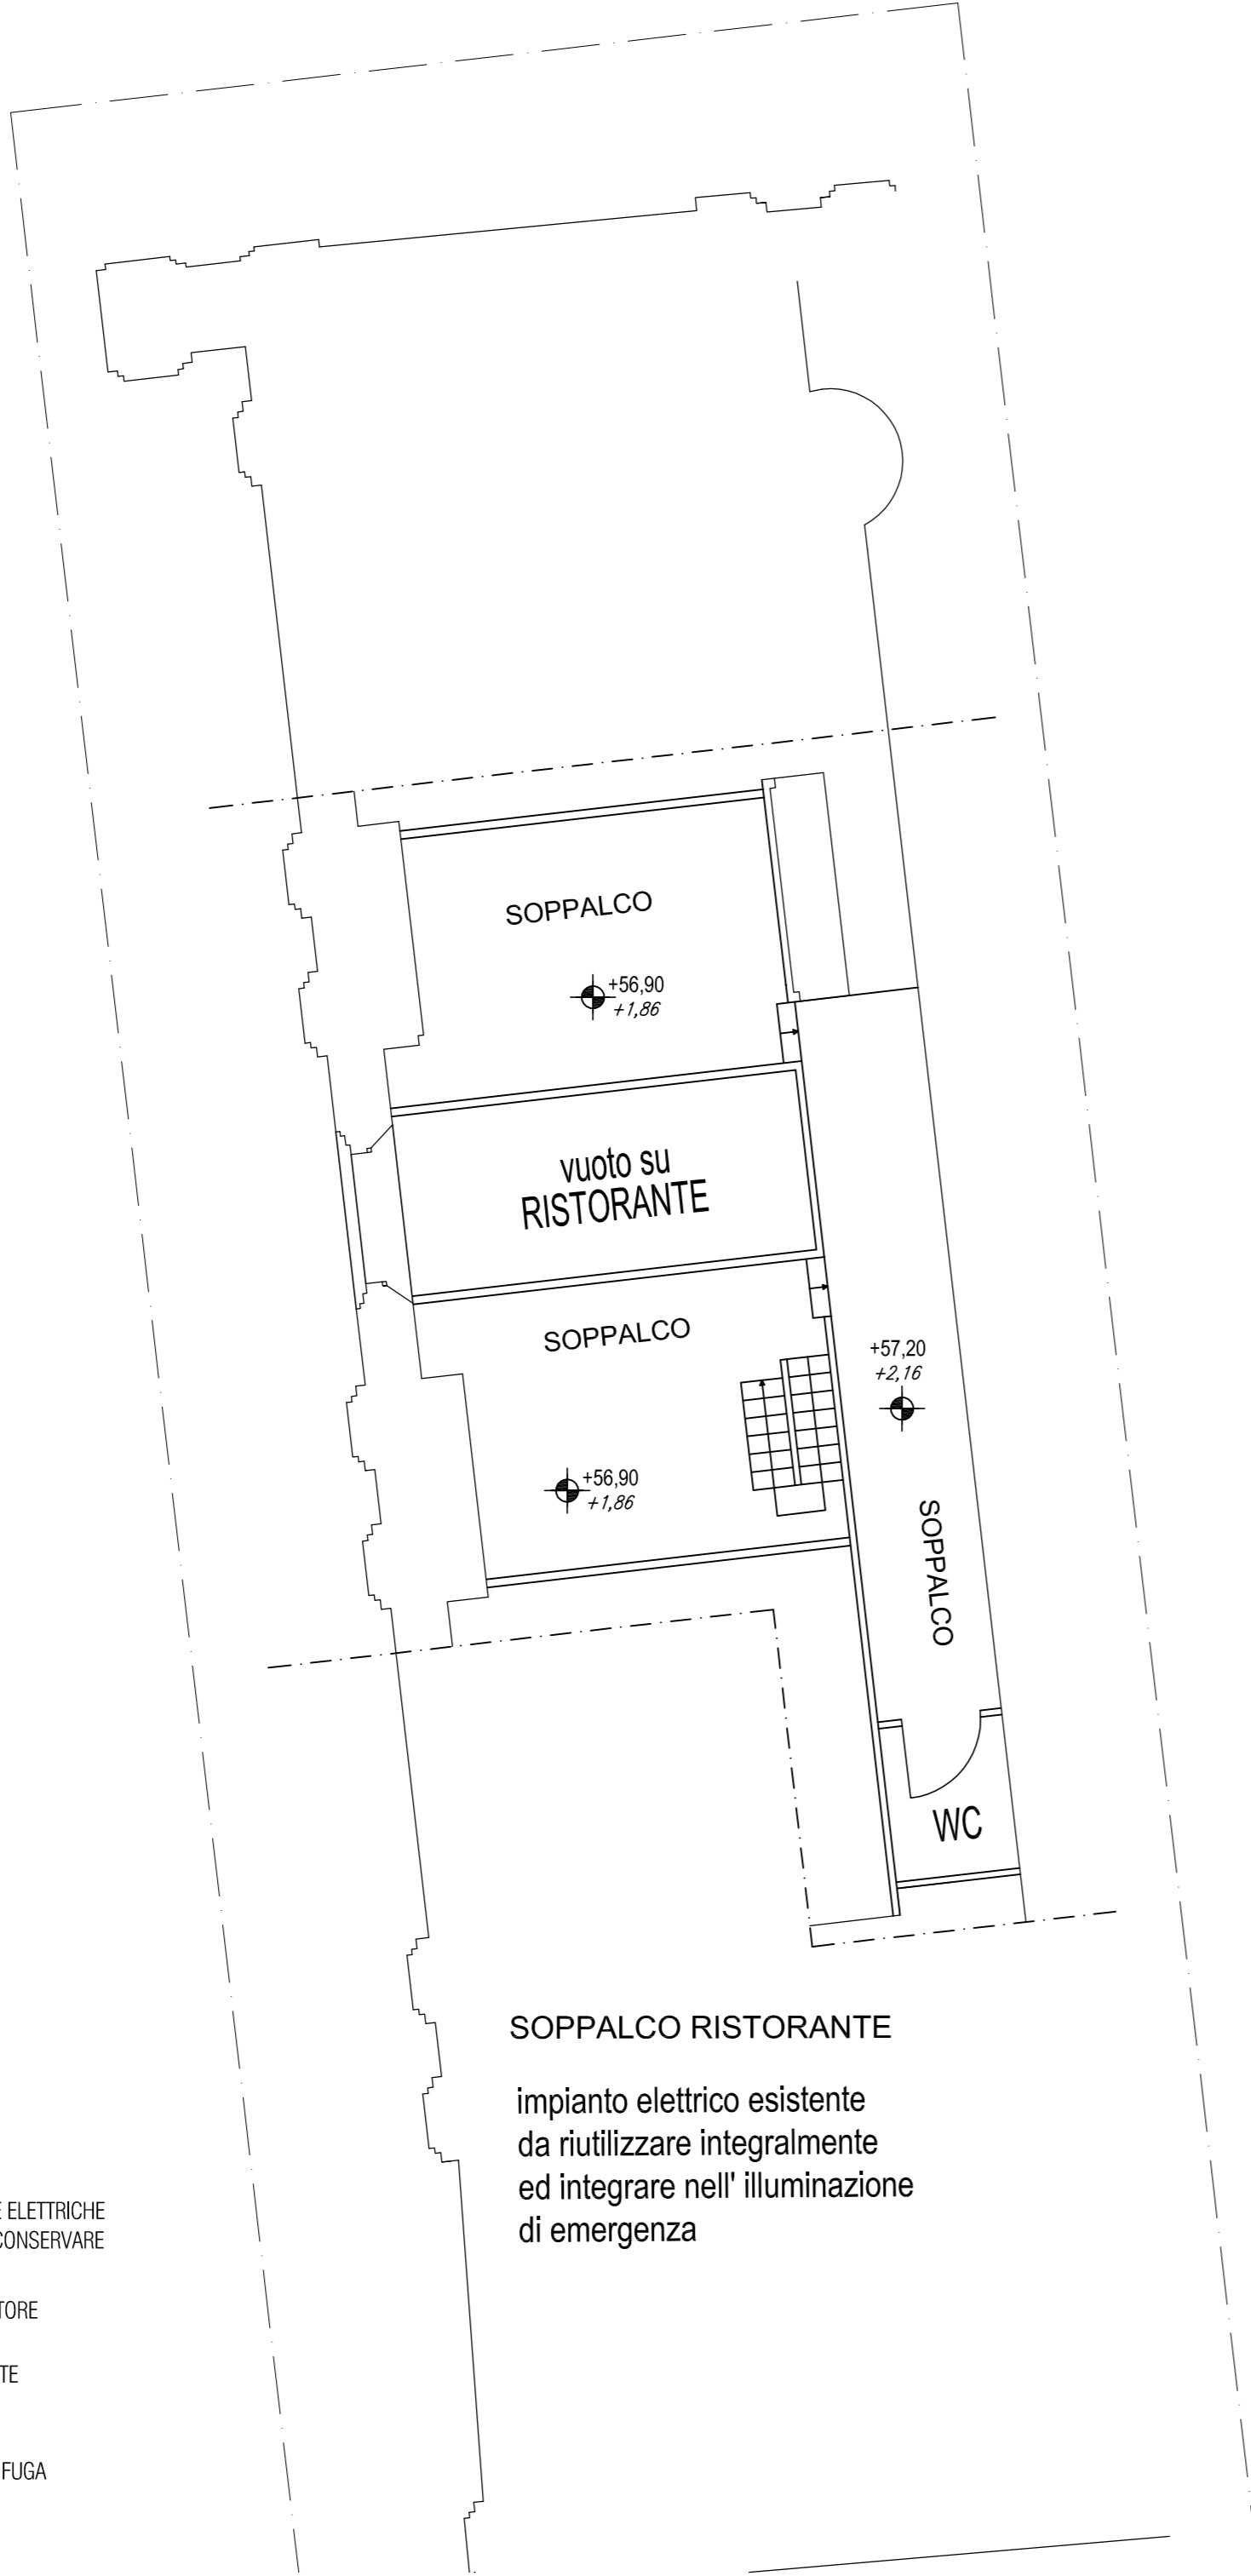 SOPPALCO
+56,90
+1,86
vuoto su
RISTORANTE
SOPPALCO
+57,20
+2,16
+56,90
+1,86
SOPPALCO
WC
SOPPALCO RISTORANTE
impianto elettrico esistente
da riutilizzare integralmente
ed integrare nell' illuminazione
di emergenza
ELETTRICHE
CONSERVARE
TORE
TE
FUGA